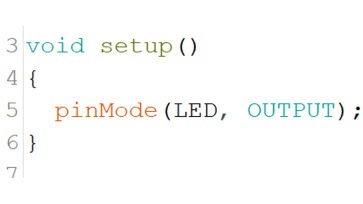 3 void setup()
4 {
5   pinMode(LED, OUTPUT);
6 }
7